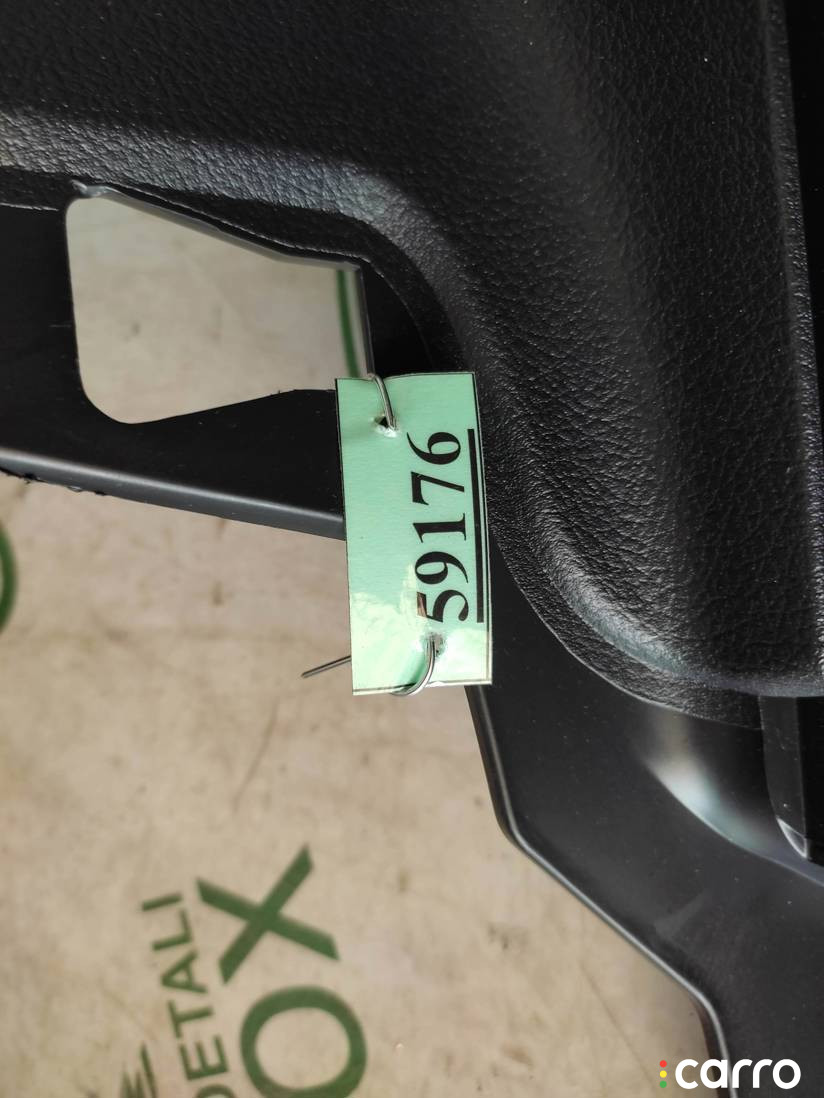 59176
DETALI
OX
carro